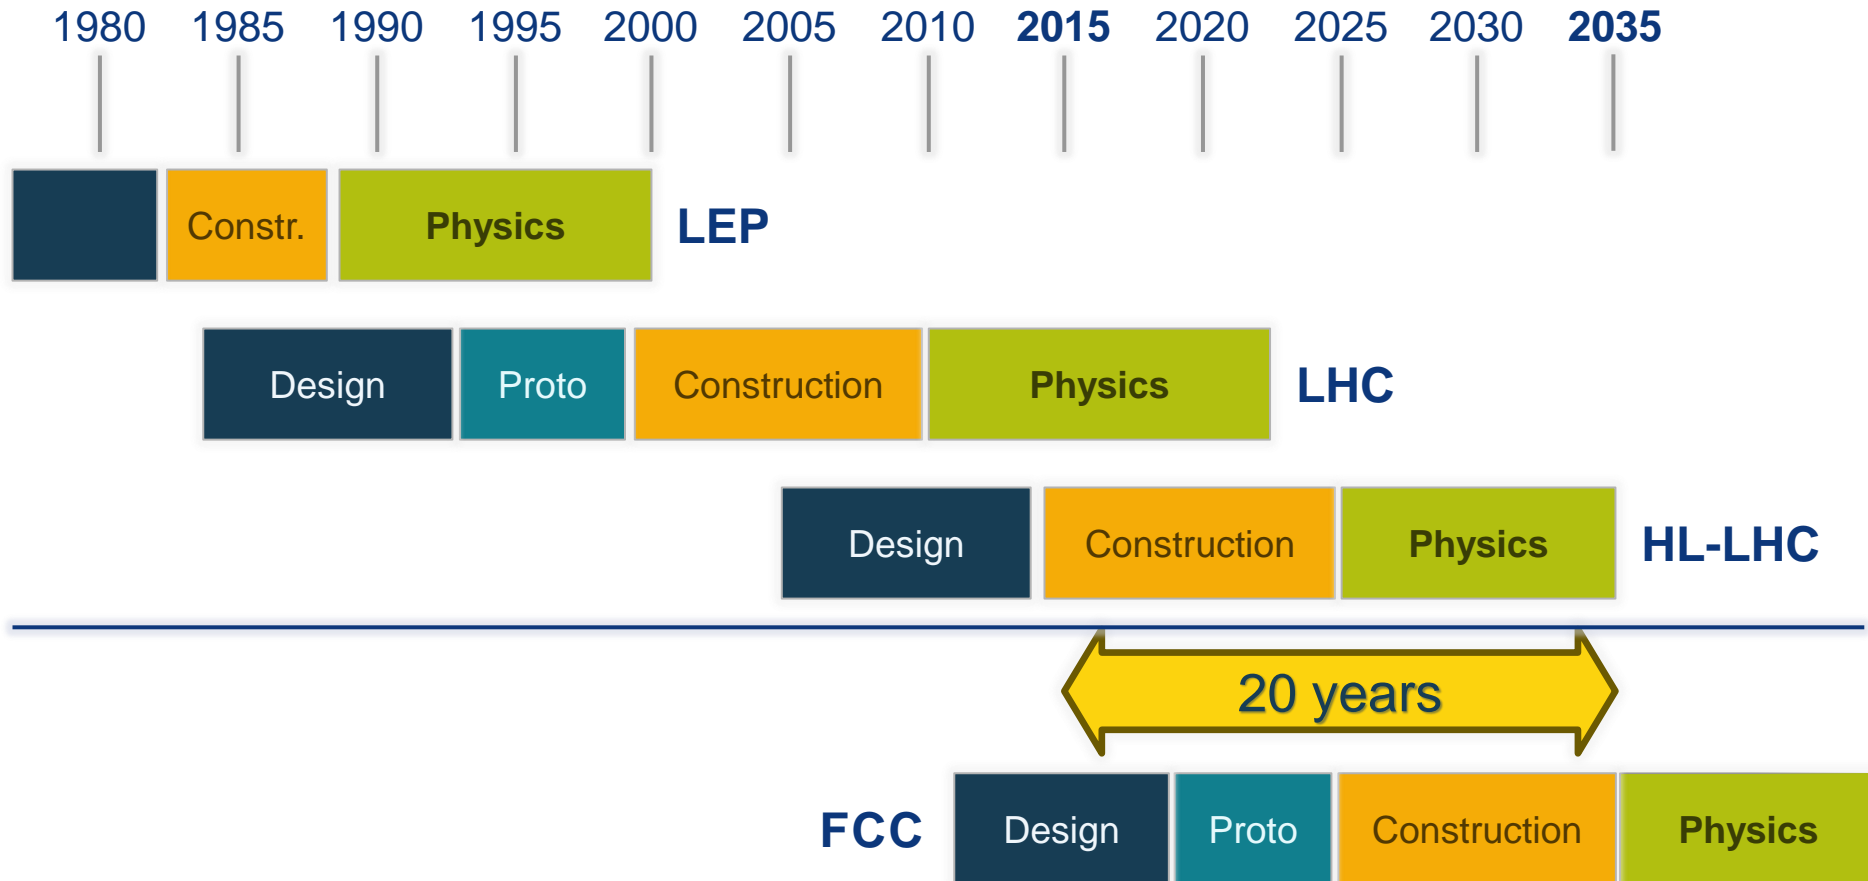 1980 1985 1990 1995 2000 2005 2010 2015 2020 2025 2030 2035
Constr. Physics LEP
Design Proto Construction Physics LHC
Design Construction Physics HL-LHC
20 years
FCC Design Proto Construction Physics